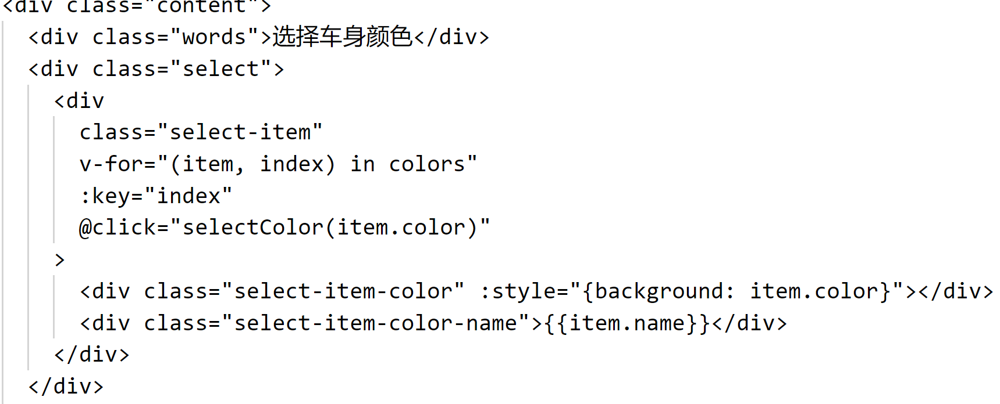 <div class="content">
<div class="words">选择车身颜色</div>
<div class="select">
<div
class="select-item"
v-for="(item, index) in colors"
:key="index"
@click="selectColor(item.color)"
>
<div class="select-item-color" :style="{background: item.color}"></div>
<div class="select-item-color-name">{{item.name}}</div>
</div>
</div>